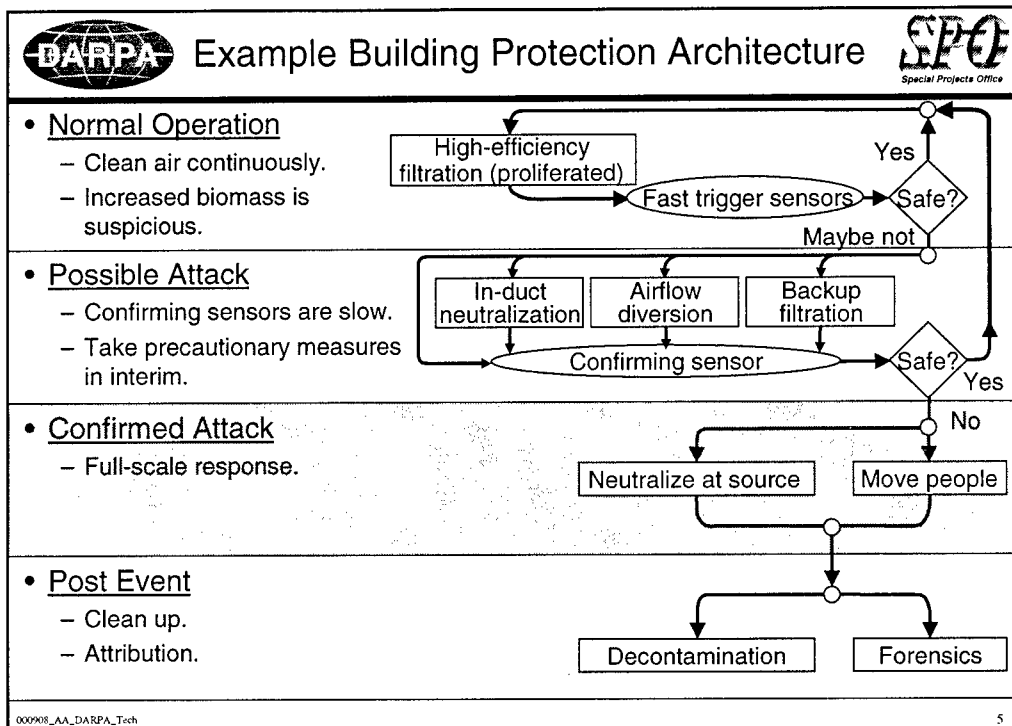 DARPA
Example Building Protection Architecture
SPO
Special Projects Office
• Normal Operation
– Clean air continuously.
– Increased biomass is
suspicious.
High-efficiency
filtration (proliferated)
Fast trigger sensors
Safe?
Yes
Maybe not
• Possible Attack
– Confirming sensors are slow.
– Take precautionary measures
in interim.
In-duct
neutralization
Airflow
diversion
Backup
filtration
Confirming sensor
Safe?
Yes
No
• Confirmed Attack
– Full-scale response.
Neutralize at source
Move people
• Post Event
– Clean up.
– Attribution.
Decontamination
Forensics
000908_AA_DARPA_Tech
5